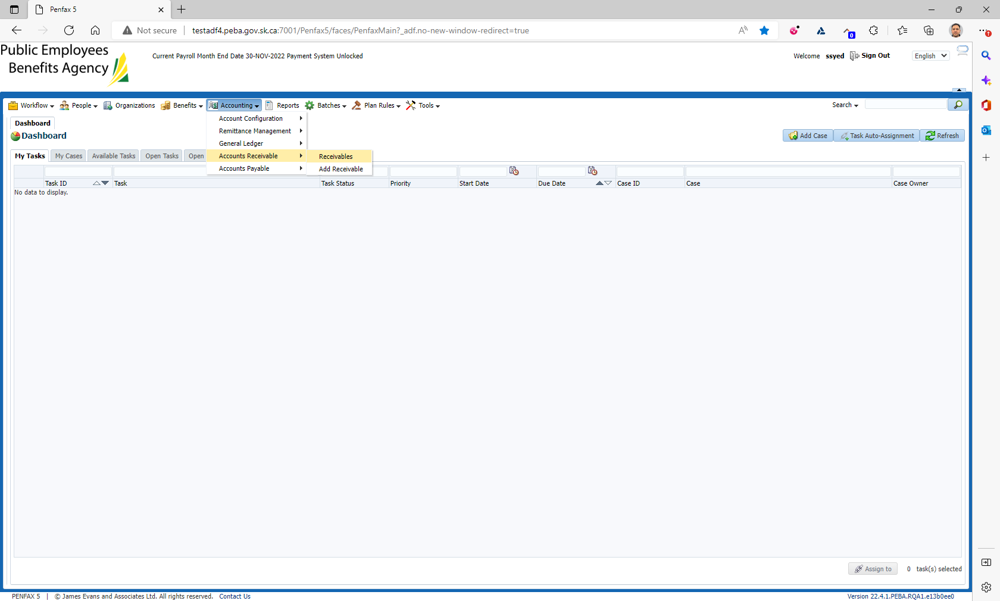 Penfax 5
Not secure
testadf4.peba.gov.sk.ca:7001/Penfax5/faces/PenfaxMain?_adf.no-new-window-redirect=true
0
Public Employees
Benefits Agency
Current Payroll Month End Date 30-NOV-2022 Payment System Unlocked
Welcome ssyed Sign Out English
Workflow People Organizations Benefits Accounting Reports Batches Plan Rules Tools Search
Account Configuration
Remittance Management
General Ledger
Accounts Receivable
Accounts Payable
Receivables
Add Receivable
Dashboard
Dashboard
Add Case Task Auto-Assignment Refresh
My Tasks My Cases Available Tasks Open Tasks Open
Task ID Task Task Status Priority Start Date Due Date Case ID Case Case Owner
No data to display.
Assign to 0 task(s) selected
PENFAX 5 | © James Evans and Associates Ltd. All rights reserved. Contact Us
Version 22.4.1.PEBA.RQA1.e13b0ee0